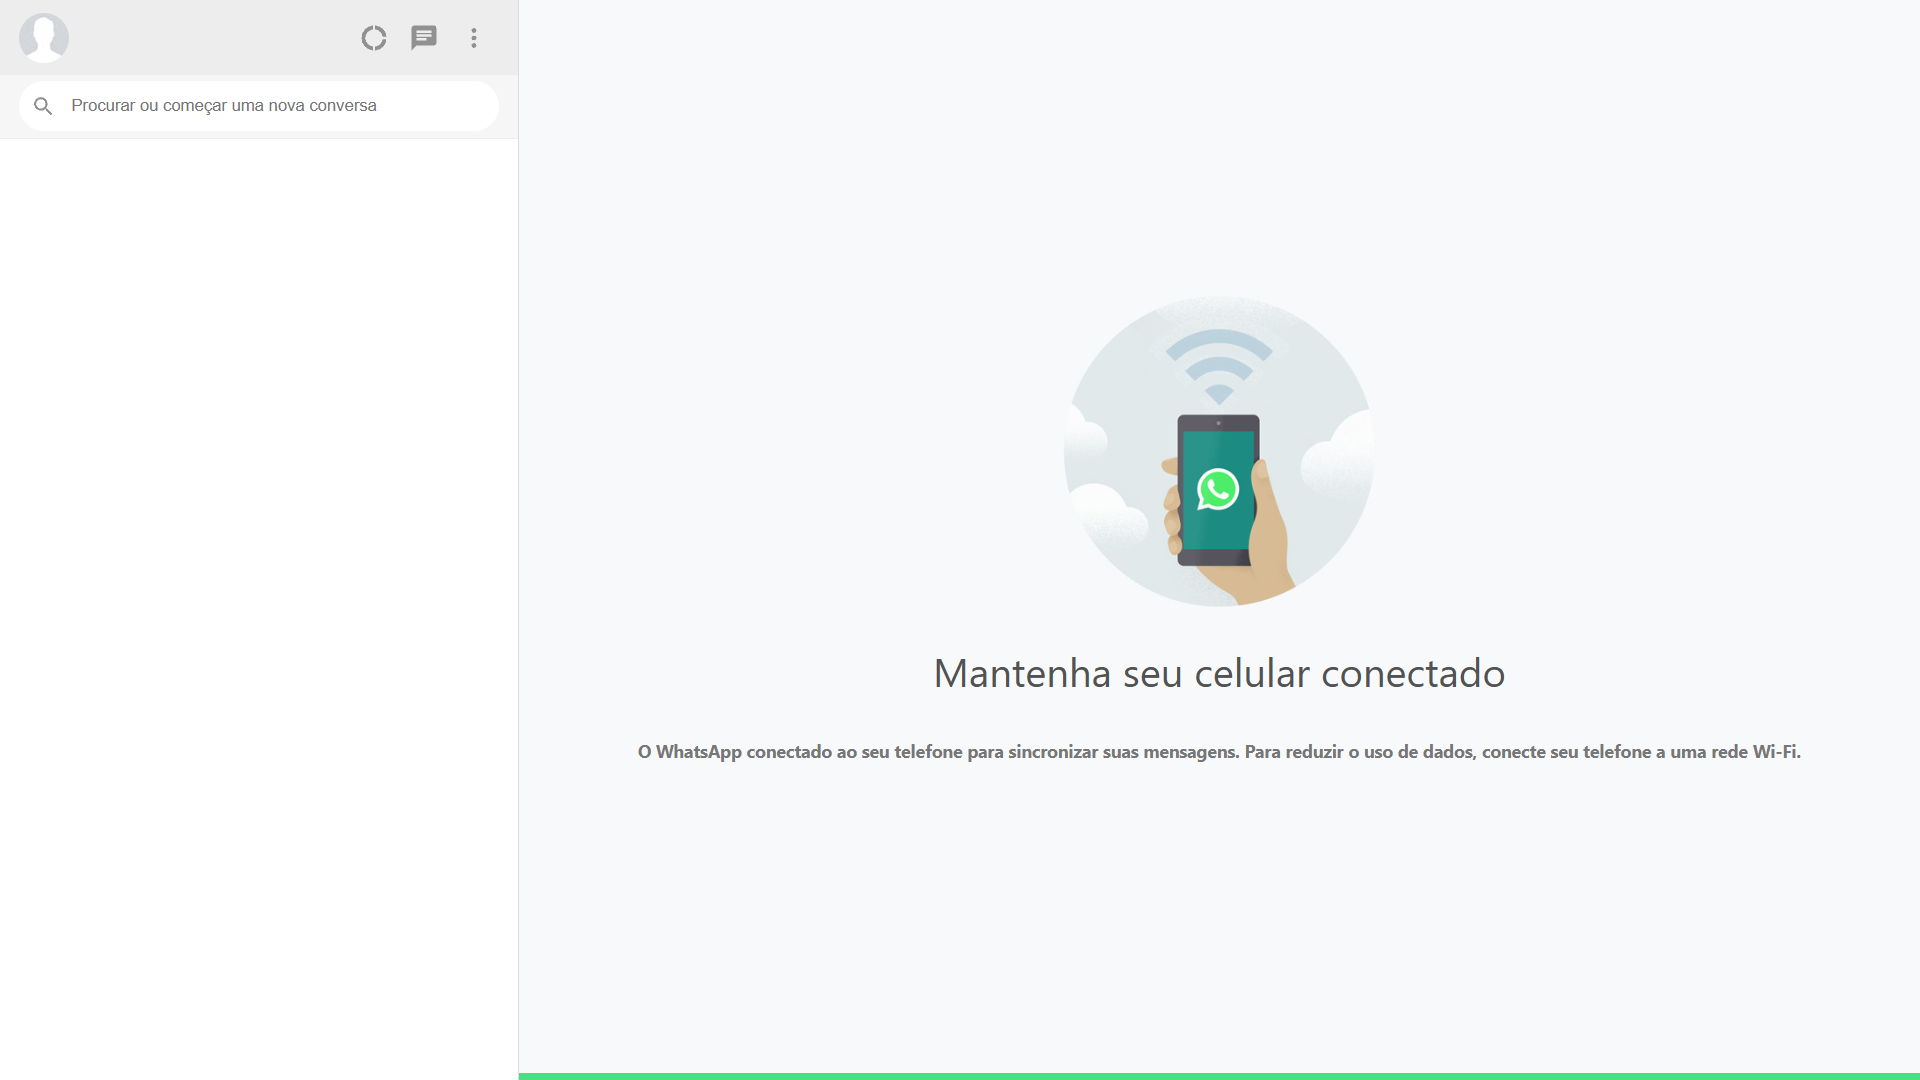 Procurar ou começar uma nova conversa
Mantenha seu celular conectado
O WhatsApp conectado ao seu telefone para sincronizar suas mensagens. Para reduzir o uso de dados, conecte seu telefone a uma rede Wi-Fi.